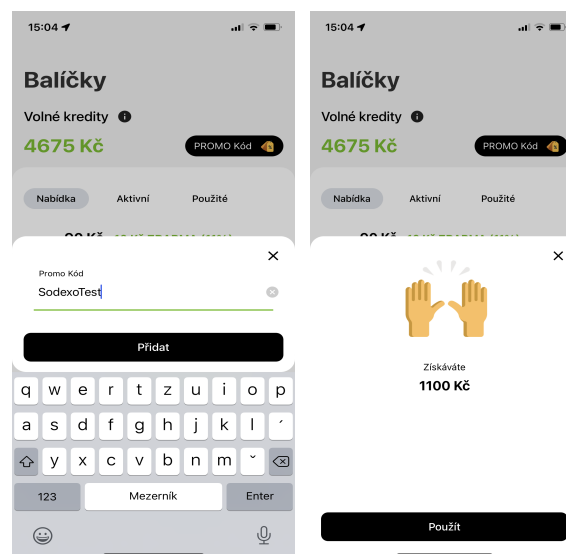 15:04
Balíčky
Volné kredity
4675 Kč
PROMO Kód
Nabídka Aktivní Použité
Promo Kód
SodexoTest
Přidat
q w e r t z u i o p
a s d f g h j k l ´
y x c v b n m ˇ
123 Mezerník Enter
15:04
Balíčky
Volné kredity
4675 Kč
PROMO Kód
Nabídka Aktivní Použité
Získáváte
1100 Kč
Použít